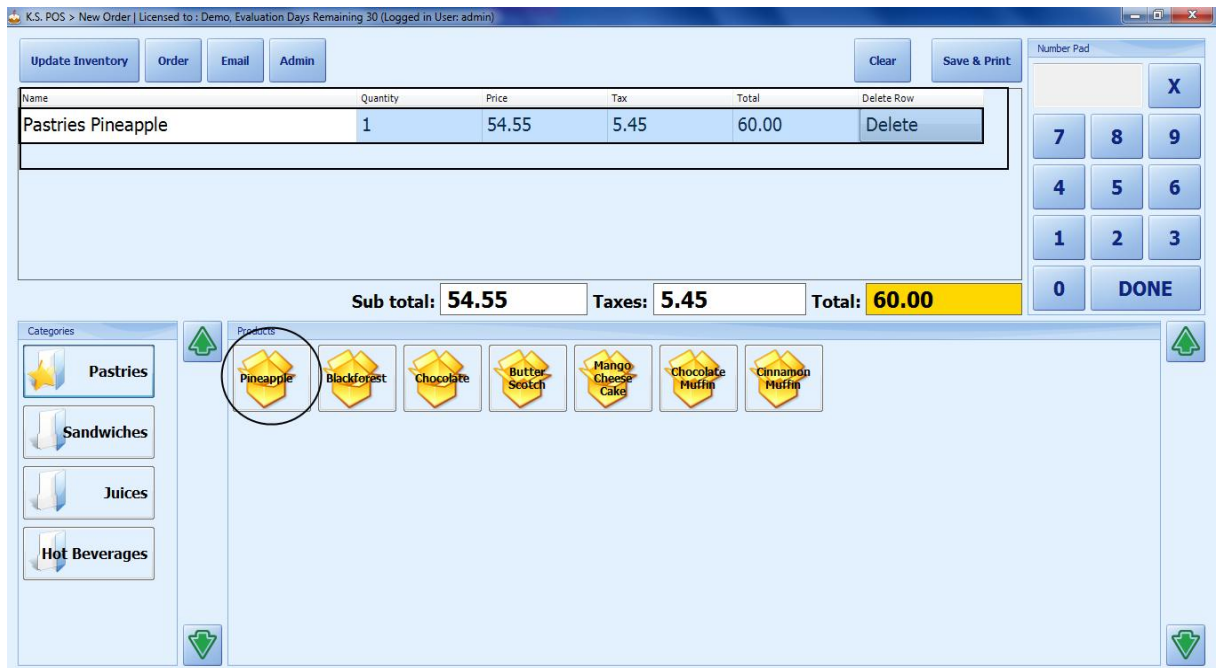 K.S. POS > New Order | Licensed to : Demo, Evaluation Days Remaining 30 (Logged in User: admin)
Update Inventory Order Email Admin Clear Save & Print
Name Quantity Price Tax Total Delete Row
Pastries Pineapple 1 54.55 5.45 60.00 Delete
Sub total: 54.55 Taxes: 5.45 Total: 60.00
Number Pad
X
7 8 9
4 5 6
1 2 3
0 DONE
Categories
Pastries
Sandwiches
Juices
Hot Beverages
Products
Pineapple
Blackforest
Chocolate
Butter
Scotch
Mango
Cheese
Cake
Chocolate
Muffin
Cinnamon
Muffin